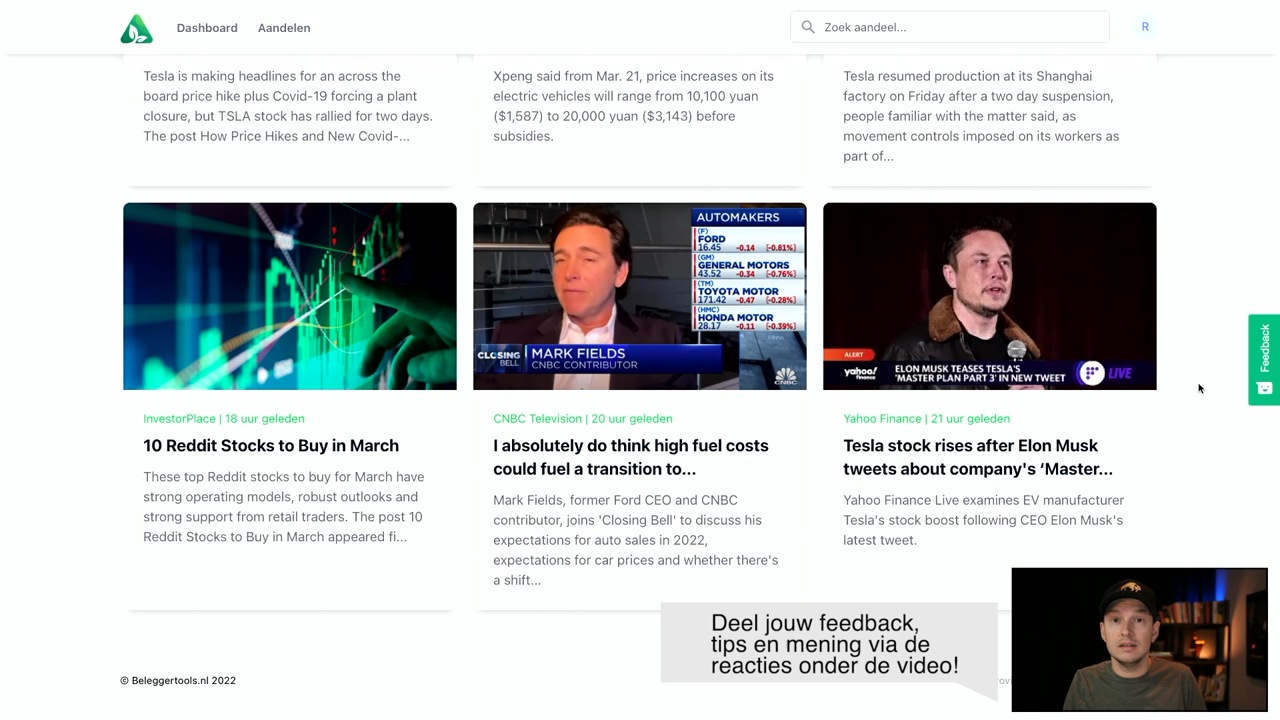 Dashboard
Aandelen
Zoek aandeel...
R
Tesla is making headlines for an across the
board price hike plus Covid-19 forcing a plant
closure, but TSLA stock has rallied for two days.
The post How Price Hikes and New Covid-...
Xpeng said from Mar. 21, price increases on its
electric vehicles will range from 10,100 yuan
($1,587) to 20,000 yuan ($3,143) before
subsidies.
Tesla resumed production at its Shanghai
factory on Friday after a two day suspension,
people familiar with the matter said, as
movement controls imposed on its workers as
part of...
AUTOMAKERS
(F)
FORD
16.45 -0.14 [-0.81%]
(GM)
GENERAL MOTORS
43.52 -0.34 [-0.76%]
(TM)
TOYOTA MOTOR
171.42 -0.47 [-0.28%]
(HMC)
HONDA MOTOR
28.17 -0.11 [-0.39%]
CLOSING
BELL
MARK FIELDS
CNBC CONTRIBUTOR
CNBC
ALERT
yahoo!
finance
ELON MUSK TEASES TESLA'S
'MASTER PLAN PART 3' IN NEW TWEET
LIVE
Feedback
InvestorPlace | 18 uur geleden
10 Reddit Stocks to Buy in March
These top Reddit stocks to buy for March have
strong operating models, robust outlooks and
strong support from retail traders. The post 10
Reddit Stocks to Buy in March appeared fi...
CNBC Television | 20 uur geleden
I absolutely do think high fuel costs
could fuel a transition to...
Mark Fields, former Ford CEO and CNBC
contributor, joins 'Closing Bell' to discuss his
expectations for auto sales in 2022,
expectations for car prices and whether there's
a shift...
Yahoo Finance | 21 uur geleden
Tesla stock rises after Elon Musk
tweets about company's ‘Master...
Yahoo Finance Live examines EV manufacturer
Tesla's stock boost following CEO Elon Musk's
latest tweet.
Deel jouw feedback,
tips en mening via de
reacties onder de video!
© Beleggertools.nl 2022